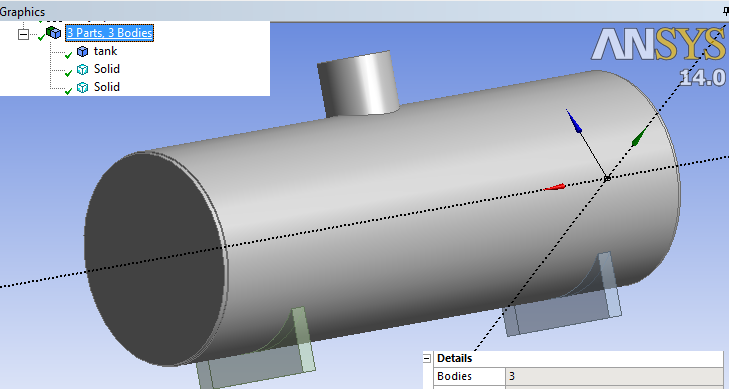 Graphics
3 Parts, 3 Bodies
tank
Solid
Solid
ANSYS
14.0
Details
Bodies 3